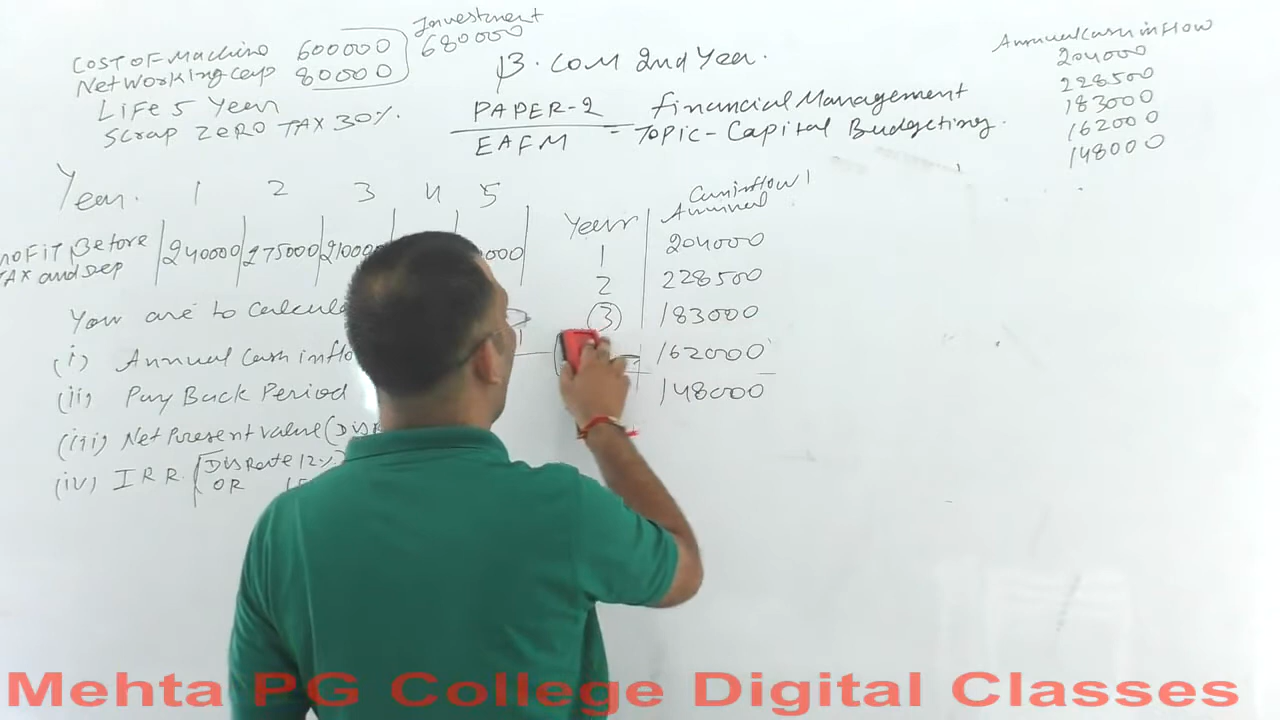 COST OF Machine 600000
Net Working cap 80000
Investment
680000
Life 5 Year
Scrap ZERO TAX 30%.
B. COM 2nd Year.
PAPER-2
EAFM
Financial Management
- Topic - Capital Budgeting.
Annual Cash inflow
204000
228500
183000
162000
148000
Year. 1 2 3 4 5
Profit Before 240000 275000 21000
TAX and Dep
You are to Calcul
(i) Annual Cash inflo
(ii) Pay Back Period
(iii) Net Present Value (Dis
(iv) I R R. Dis Rate 12%
OR
Year Annual Cash inflow
1 204000
2 228500
3 183000
162000
148000
Mehta PG College Digital Classes